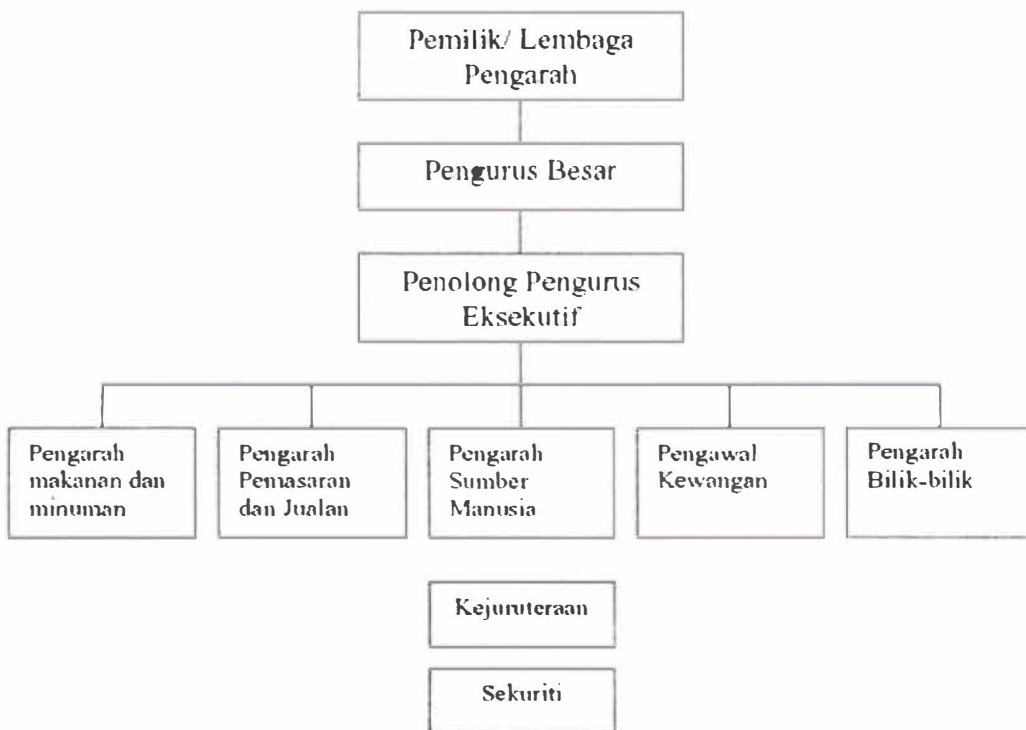 Pemilik/ Lembaga
Pengarah
Pengurus Besar
Penolong Pengurus
Eksekutif
Pengarah
makanan dan
minuman
Pengarah
Pemasaran
dan Jualan
Pengarah
Sumber
Manusia
Pengawal
Kewangan
Pengarah
Bilik-bilik
Kejuruteraan
Sekuriti